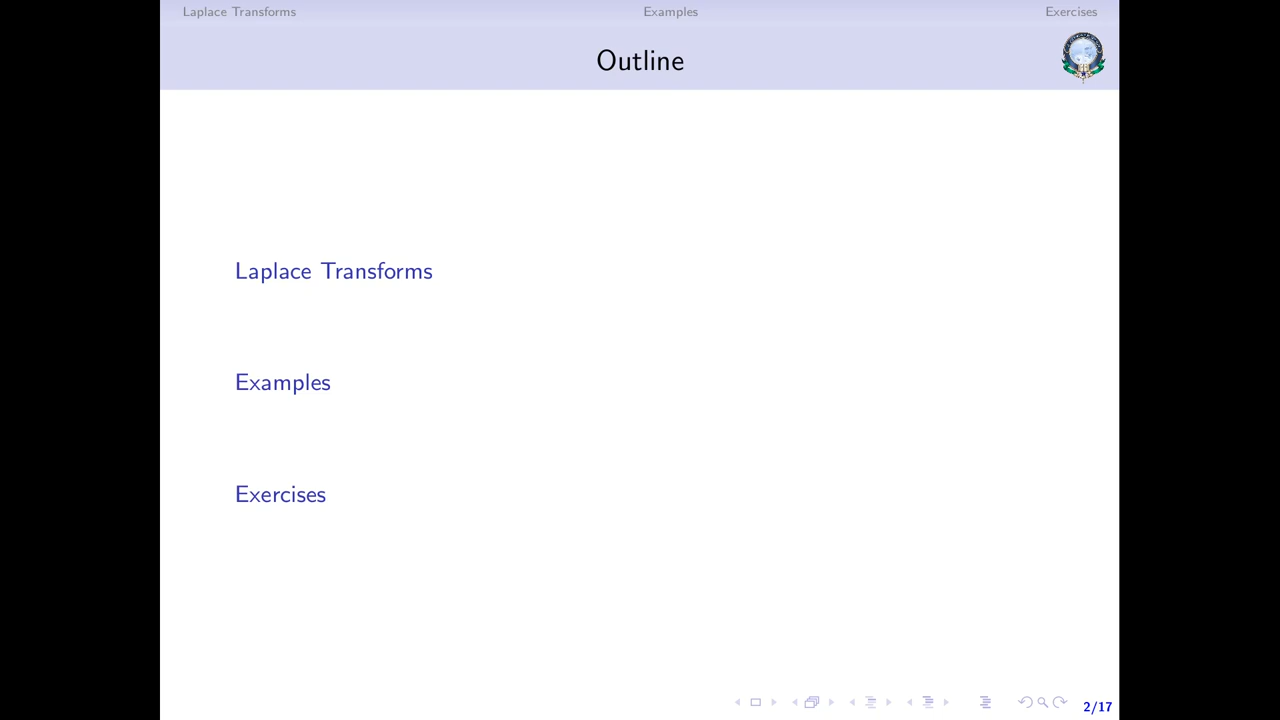 Laplace Transforms Examples Exercises
Outline
Laplace Transforms
Examples
Exercises
2/17